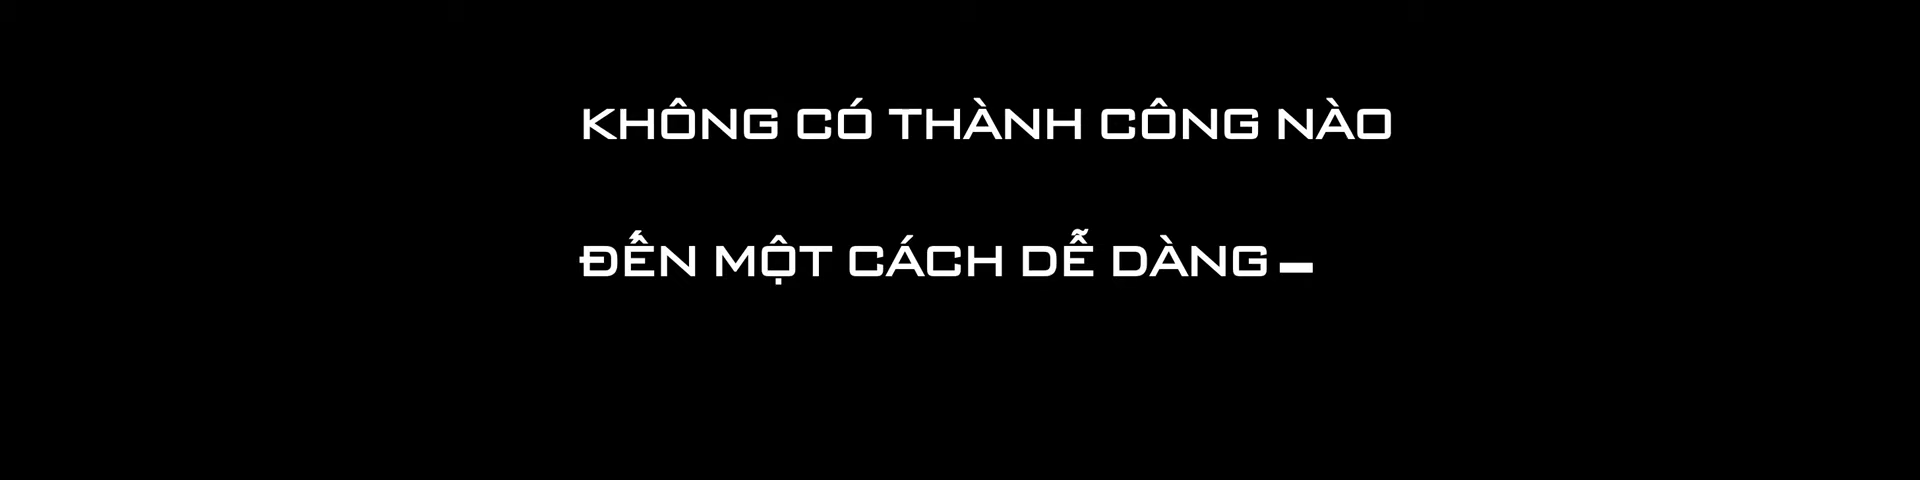 KHÔNG CÓ THÀNH CÔNG NÀO
ĐẾN MỘT CÁCH DỄ DÀNG